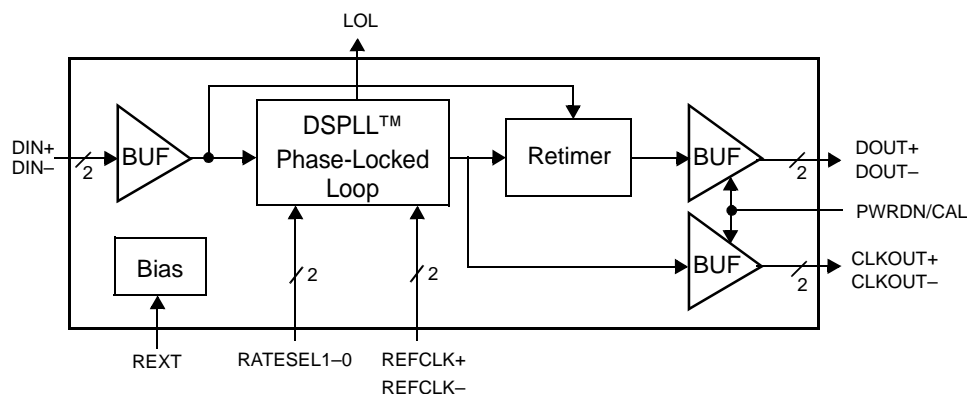 LOL
DIN+
DIN–
2
BUF
DSPLL™
Phase-Locked
Loop
Retimer
BUF
2
DOUT+
DOUT–
PWRDN/CAL
Bias
2
2
BUF
2
CLKOUT+
CLKOUT–
REXT
RATESEL1–0
REFCLK+
REFCLK–